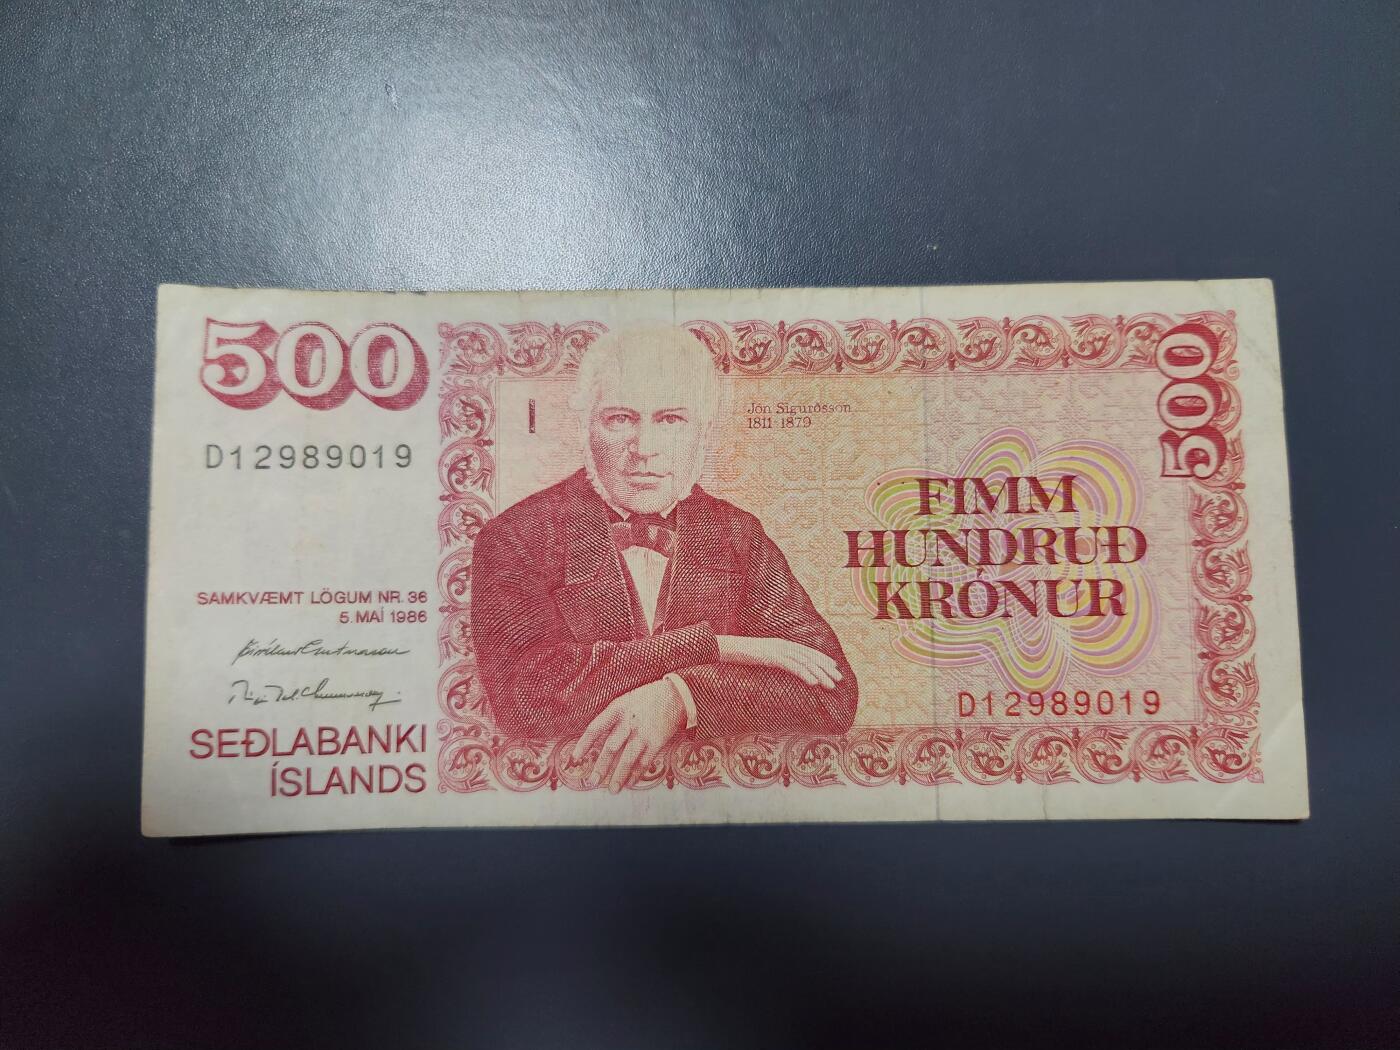 500
D12989019
SAMKVÆMT LÖGUM NR. 36
5. MAÍ 1986
SEÐLABANKI
ÍSLANDS
Jón Sigurðsson
1811-1879
500
FIMM
HUNDRUÐ
KRÓNUR
D12989019